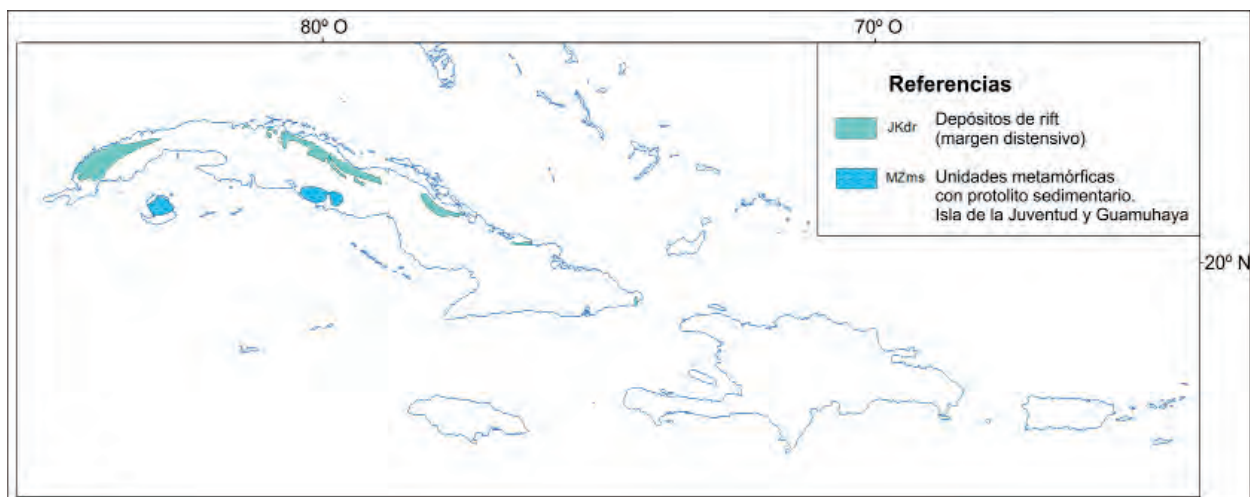 80º O
70º O
Referencias
JKdr
Depósitos de rift
(margen distensivo)
MZms
Unidades metamórficas
con protolito sedimentario.
Isla de la Juventud y Guamuhaya
20º N